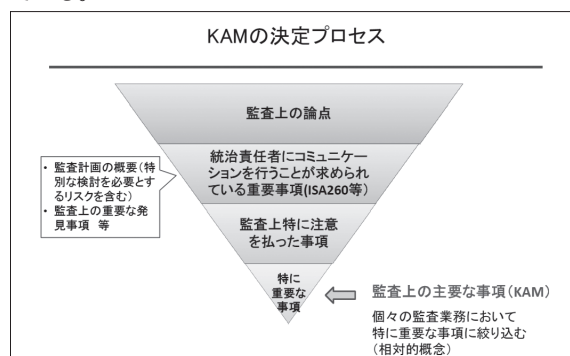 KAMの決定プロセス
監査上の論点
統治責任者にコミュニケー
ションを行うことが求めら
れている重要事項(ISA260等)
・監査計画の概要(特
別な検討を必要とす
るリスクを含む)
・監査上の重要な発
見事項 等
監査上特に注意
を払った事項
特に
重要な
事項
監査上の主要な事項(KAM)
個々の監査業務において
特に重要な事項に絞り込む
(相対的概念)